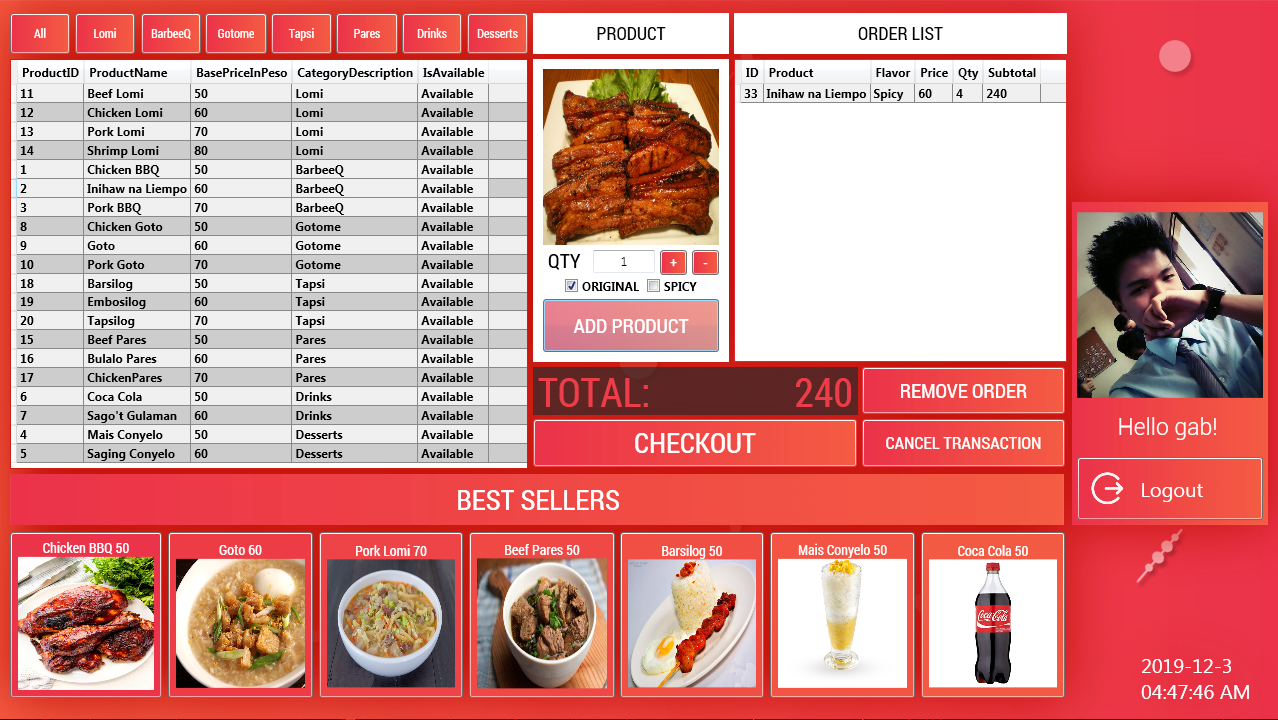 All Lomi BarbeeQ Gotome Tapsi Pares Drinks Desserts
PRODUCT
ORDER LIST
ProductID ProductName BasePriceInPeso CategoryDescription IsAvailable
11 Beef Lomi 50 Lomi Available
12 Chicken Lomi 60 Lomi Available
13 Pork Lomi 70 Lomi Available
14 Shrimp Lomi 80 Lomi Available
1 Chicken BBQ 50 BarbeeQ Available
2 Inihaw na Liempo 60 BarbeeQ Available
3 Pork BBQ 70 BarbeeQ Available
8 Chicken Goto 50 Gotome Available
9 Goto 60 Gotome Available
10 Pork Goto 70 Gotome Available
18 Barsilog 50 Tapsi Available
19 Embosilog 60 Tapsi Available
20 Tapsilog 70 Tapsi Available
15 Beef Pares 50 Pares Available
16 Bulalo Pares 60 Pares Available
17 ChickenPares 70 Pares Available
6 Coca Cola 50 Drinks Available
7 Sago't Gulaman 60 Drinks Available
4 Mais Conyelo 50 Desserts Available
5 Saging Conyelo 60 Desserts Available
QTY 1 + -
ORIGINAL SPICY
ADD PRODUCT
ID Product Flavor Price Qty Subtotal
33 Inihaw na Liempo Spicy 60 4 240
TOTAL: 240
REMOVE ORDER
CHECKOUT
CANCEL TRANSACTION
Hello gab!
Logout
BEST SELLERS
Chicken BBQ 50
Goto 60
Pork Lomi 70
Beef Pares 50
Barsilog 50
Mais Conyelo 50
Coca Cola 50
Coca-Cola
2019-12-3
04:47:46 AM